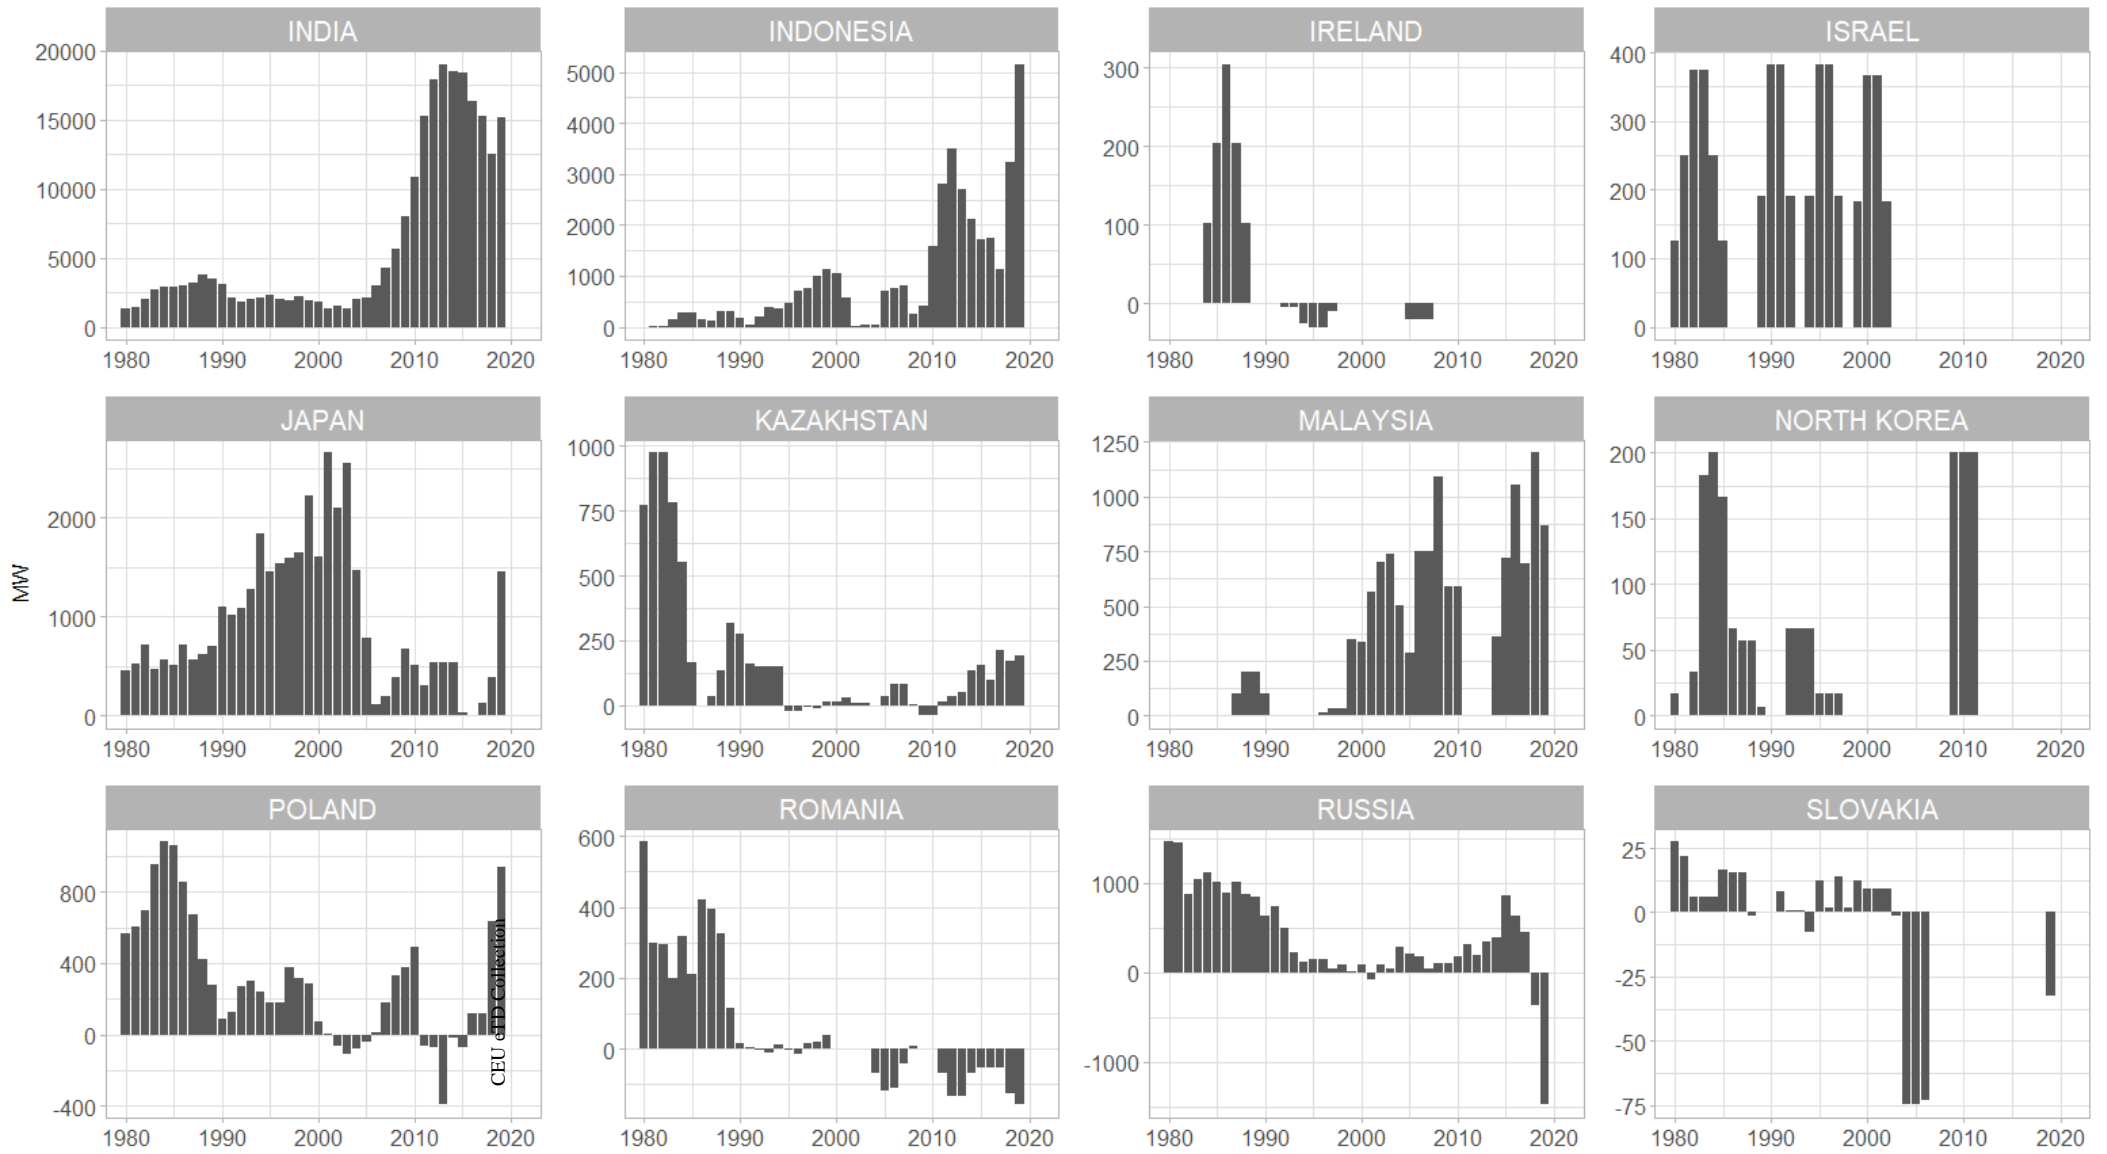 INDIA
20000
15000
10000
5000
0
1980 1990 2000 2010 2020
INDONESIA
5000
4000
3000
2000
1000
0
1980 1990 2000 2010 2020
IRELAND
300
200
100
0
1980 1990 2000 2010 2020
ISRAEL
400
300
200
100
0
1980 1990 2000 2010 2020
MW
JAPAN
2000
1000
0
1980 1990 2000 2010 2020
KAZAKHSTAN
1000
750
500
250
0
1980 1990 2000 2010 2020
MALAYSIA
1250
1000
750
500
250
0
1980 1990 2000 2010 2020
NORTH KOREA
200
150
100
50
0
1980 1990 2000 2010 2020
POLAND
800
400
0
-400
1980 1990 2000 2010 2020
CEU eTD Collection
ROMANIA
600
400
200
0
1980 1990 2000 2010 2020
RUSSIA
1000
0
-1000
1980 1990 2000 2010 2020
SLOVAKIA
25
0
-25
-50
-75
1980 1990 2000 2010 2020